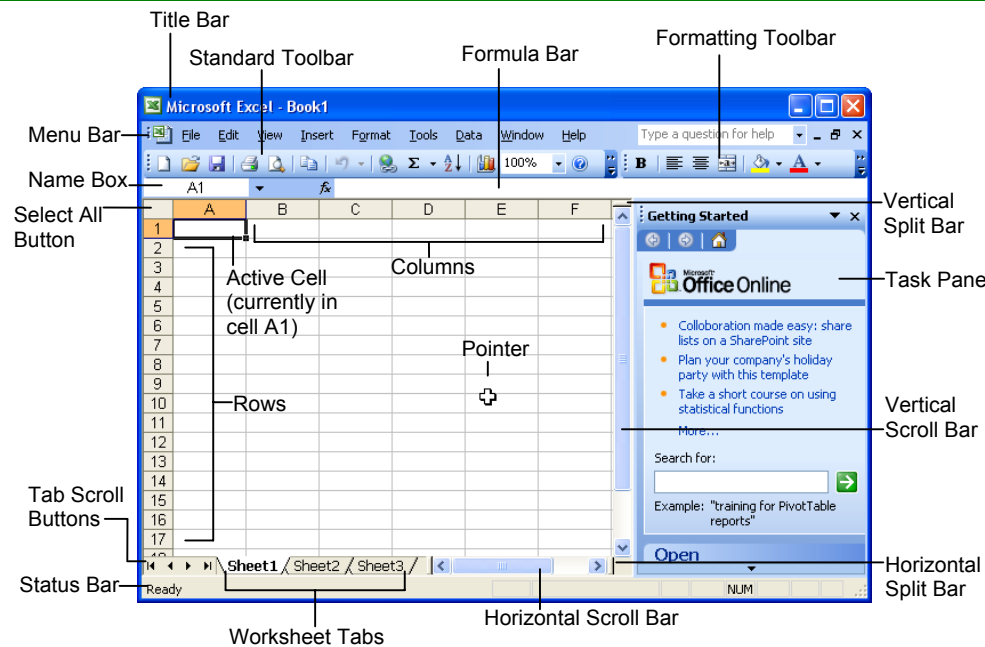 Title Bar
Standard Toolbar
Formula Bar
Formatting Toolbar
Microsoft Excel - Book1
Menu Bar
File Edit View Insert Format Tools Data Window Help
Type a question for help
Σ
100%
B
A
Name Box
A1
fx
Select All
Button
A B C D E F
Vertical
Split Bar
Getting Started
1
2
3
4
5
6
7
8
9
10
11
12
13
14
15
16
17
18
Active Cell
(currently in
cell A1)
Columns
Pointer
Rows
Microsoft
Office Online
Task Pane
Colloboration made easy: share
lists on a SharePoint site
Plan your company's holiday
party with this template
Take a short course on using
statistical functions
More...
Vertical
Scroll Bar
Search for:
Example: "training for PivotTable
reports"
Open
Tab Scroll
Buttons
Sheet1 Sheet2 Sheet3
Horizontal
Split Bar
Status Bar
Ready
NUM
Worksheet Tabs
Horizontal Scroll Bar